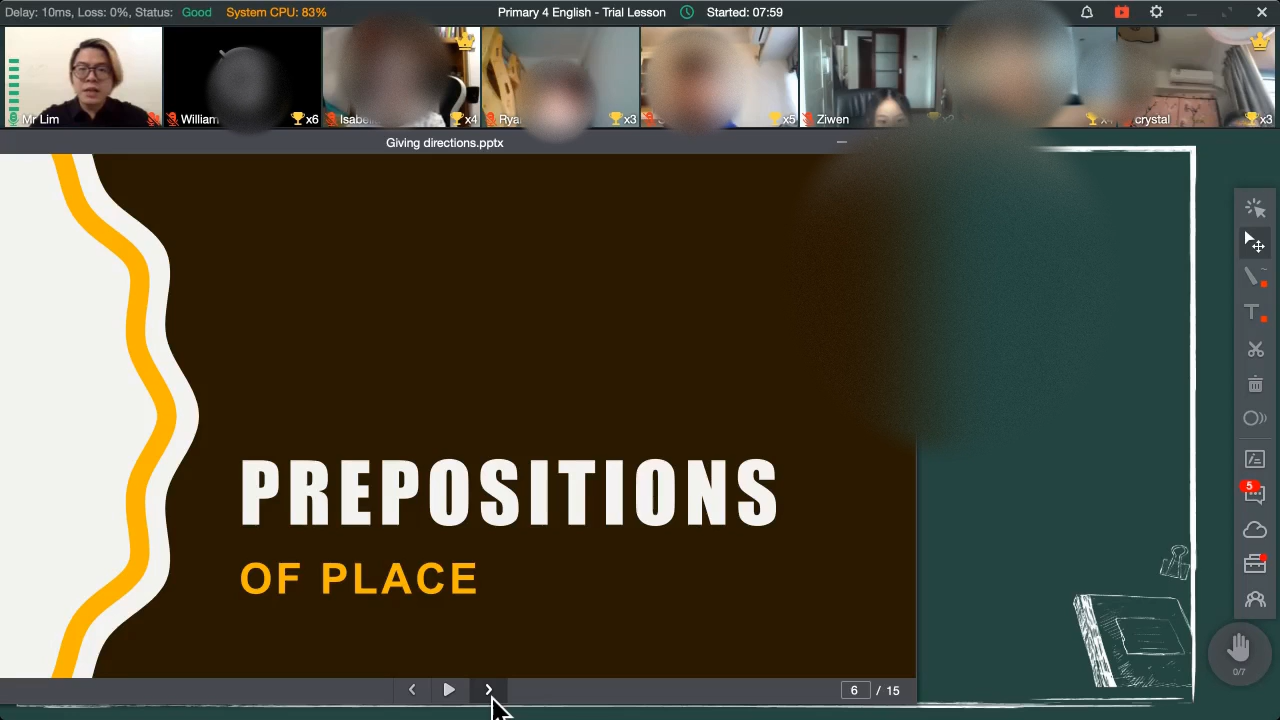 Delay: 10ms, Loss: 0%, Status: Good System CPU: 83% Primary 4 English - Trial Lesson Started: 07:59
Mr Lim William x6 x4 x3 x5 Ziwen crystal x3
Giving directions.pptx
PREPOSITIONS
OF PLACE
5
0/7
6 / 15